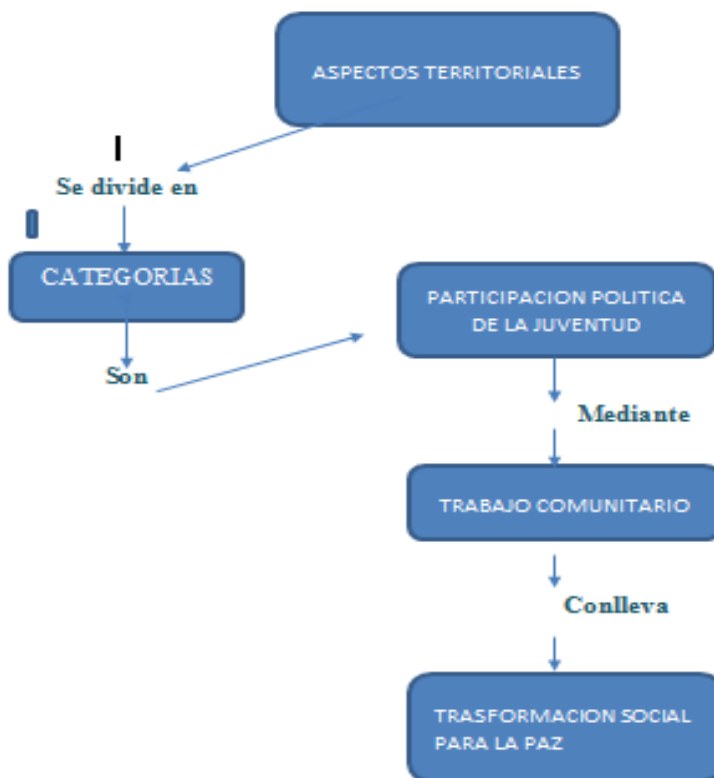 ASPECTOS TERRITORIALES
Se divide en
CATEGORIAS
Son
PARTICIPACION POLITICA
DE LA JUVENTUD
Mediante
TRABAJO COMUNITARIO
Conlleva
TRASFORMACION SOCIAL
PARA LA PAZ